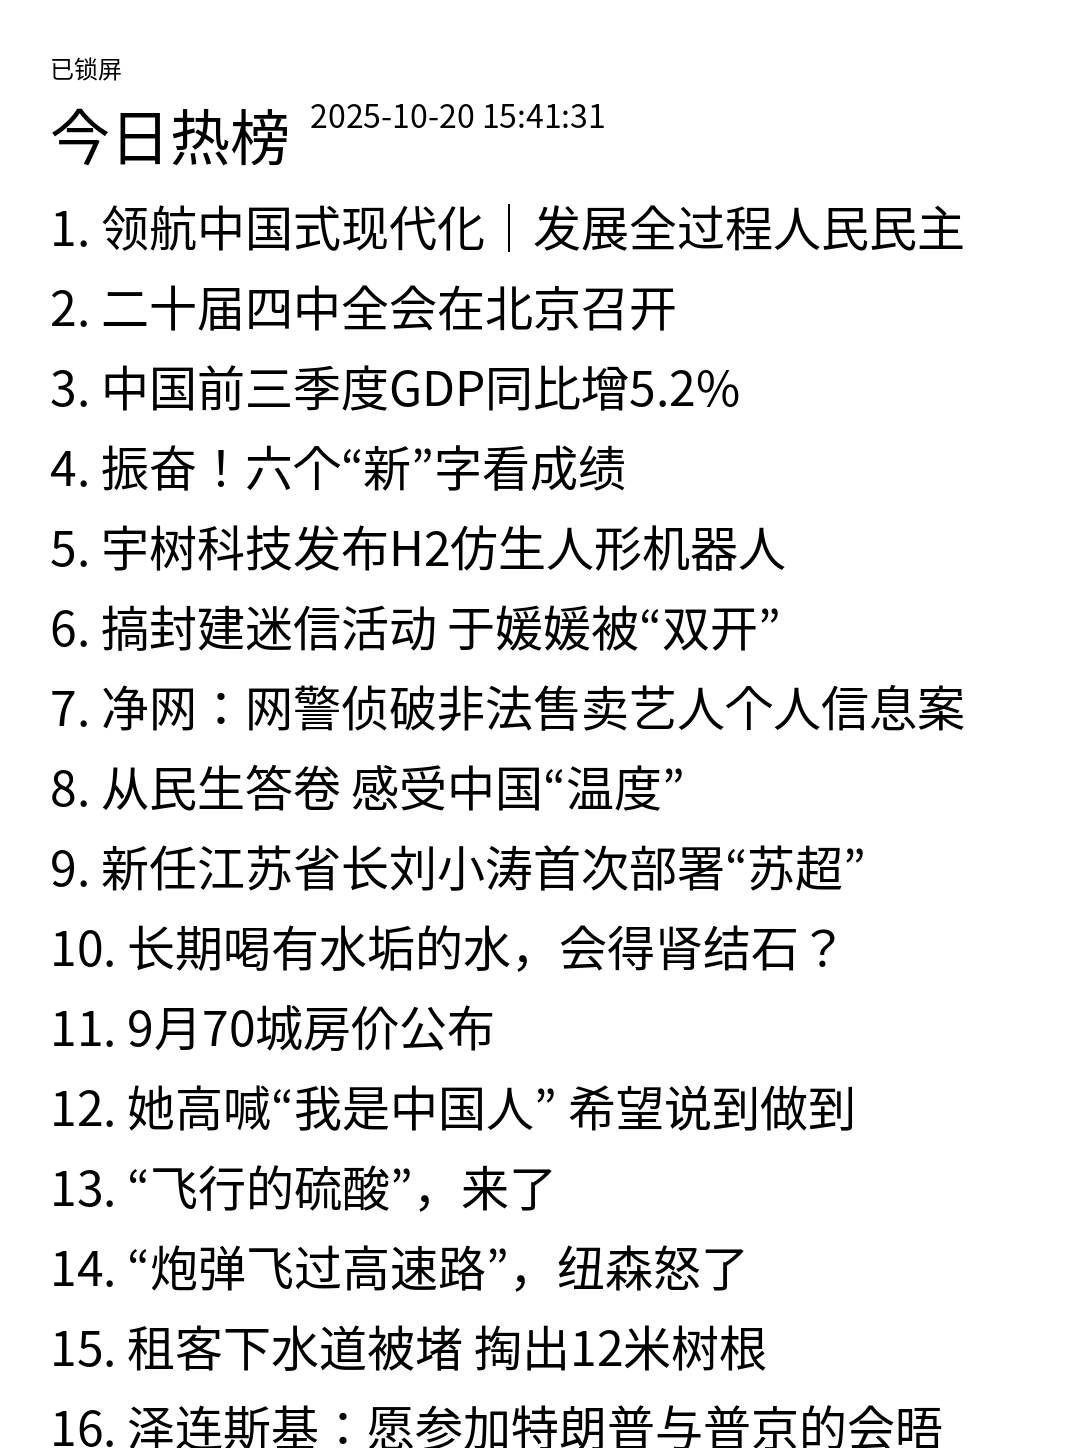 已锁屏
今日热榜 2025-10-20 15:41:31
1. 领航中国式现代化｜发展全过程人民民主
2. 二十届四中全会在北京召开
3. 中国前三季度GDP同比增5.2%
4. 振奋！六个“新”字看成绩
5. 宇树科技发布H2仿生人形机器人
6. 搞封建迷信活动 于媛媛被“双开”
7. 净网：网警侦破非法售卖艺人个人信息案
8. 从民生答卷 感受中国“温度”
9. 新任江苏省长刘小涛首次部署“苏超”
10. 长期喝有水垢的水，会得肾结石？
11. 9月70城房价公布
12. 她高喊“我是中国人” 希望说到做到
13. “飞行的硫酸”，来了
14. “炮弹飞过高速路”，纽森怒了
15. 租客下水道被堵 掏出12米树根
16. 泽连斯基：愿参加特朗普与普京的会晤